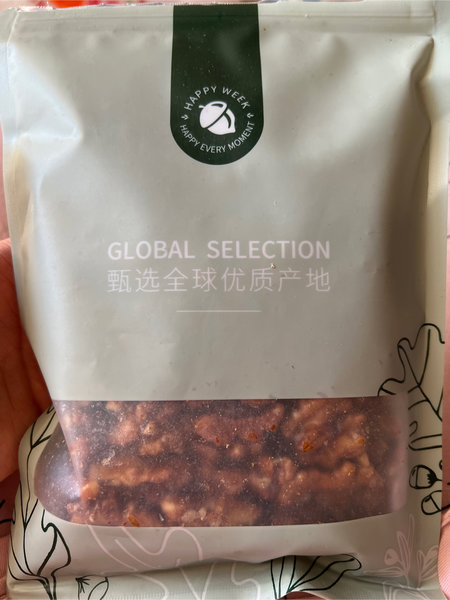 HAPPY WEEK
HAPPY EVERY MOMENT
GLOBAL SELECTION
甄选全球优质产地